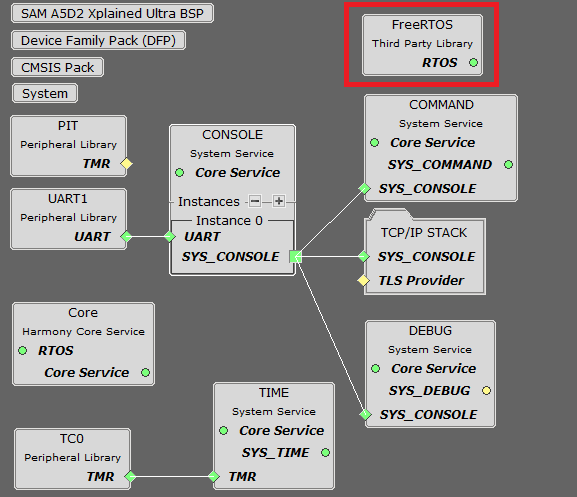 SAM A5D2 Xplained Ultra BSP
Device Family Pack (DFP)
CMSIS Pack
System
FreeRTOS
Third Party Library
RTOS
PIT
Peripheral Library
TMR
UART1
Peripheral Library
UART
CONSOLE
System Service
Core Service
Instances
Instance 0
UART
SYS_CONSOLE
COMMAND
System Service
Core Service
SYS_COMMAND
SYS_CONSOLE
TCP/IP STACK
SYS_CONSOLE
TLS Provider
Core
Harmony Core Service
RTOS
Core Service
DEBUG
System Service
Core Service
SYS_DEBUG
SYS_CONSOLE
TIME
System Service
Core Service
SYS_TIME
TMR
TC0
Peripheral Library
TMR